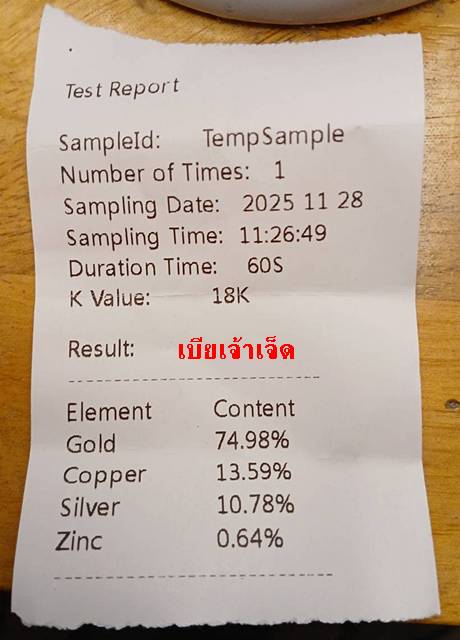 Test Report
SampleId: TempSample
Number of Times: 1
Sampling Date: 2025 11 28
Sampling Time: 11:26:49
Duration Time: 60S
K Value: 18K
Result: เบียเจ้าเจ็ด
Element Content
Gold 74.98%
Copper 13.59%
Silver 10.78%
Zinc 0.64%